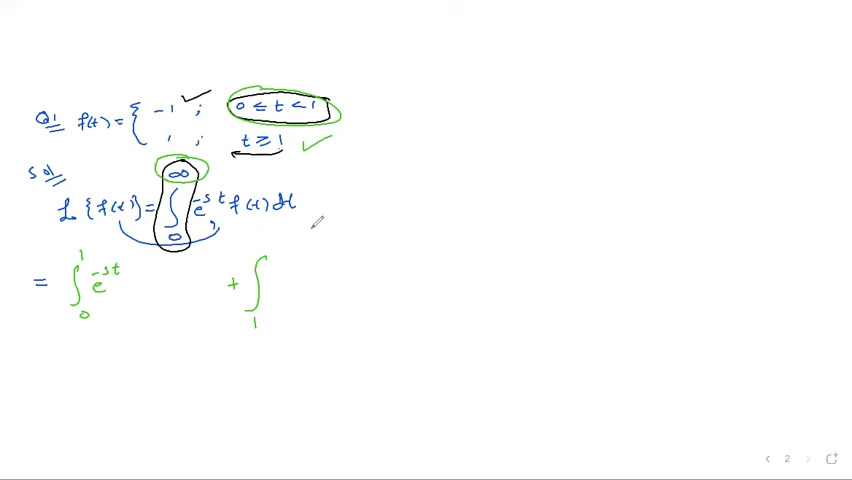 Q1 f(t) = { -1 ; 0 ≤ t < 1
1 ; t ≥ 1
Sol
L {f(t)} = ∫₀^∞ e^{-st} f(t) dt
= ∫₀^1 e^{-st} + ∫₁
2